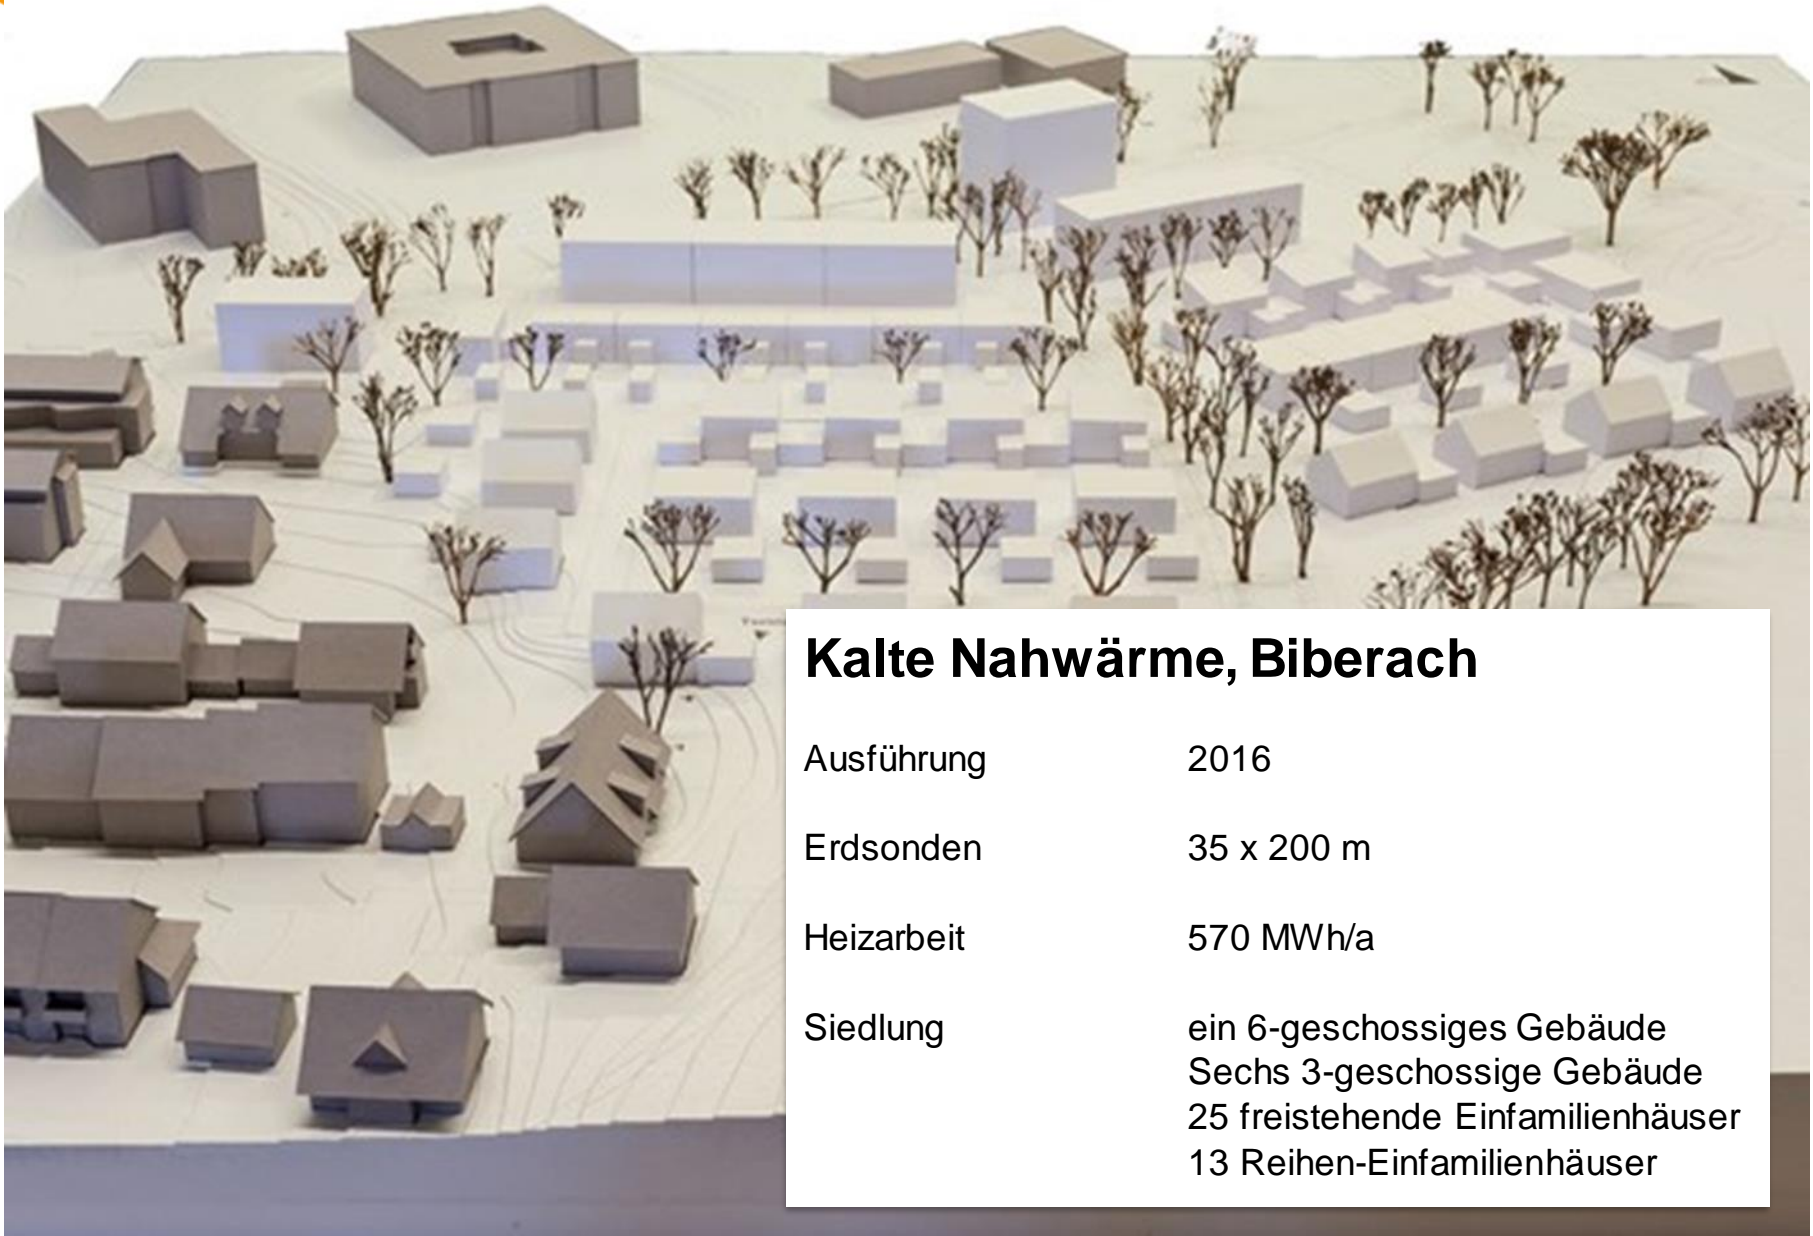 Kalte Nahwärme, Biberach
Ausführung 2016
Erdsonden 35 x 200 m
Heizarbeit 570 MWh/a
Siedlung ein 6-geschossiges Gebäude
Sechs 3-geschossige Gebäude
25 freistehende Einfamilienhäuser
13 Reihen-Einfamilienhäuser